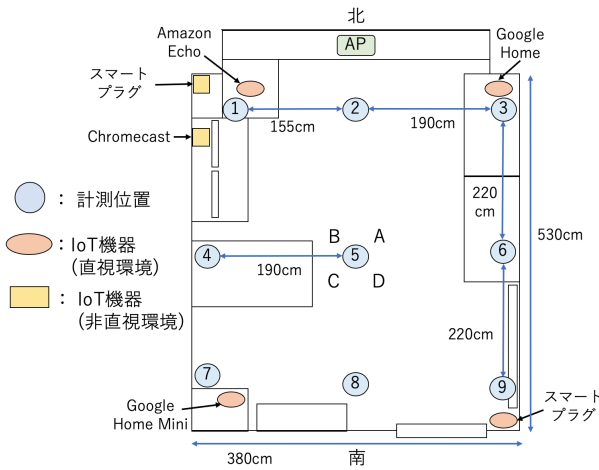 北
AP
Amazon
Echo
Google
Home
スマート
プラグ
1
2
3
155cm
190cm
Chromecast
：計測位置
220
cm
：IoT機器
(直視環境)
B
A
4
5
6
530cm
190cm
C
D
：IoT機器
(非直視環境)
220cm
7
8
9
Google
Home Mini
スマート
プラグ
380cm
南